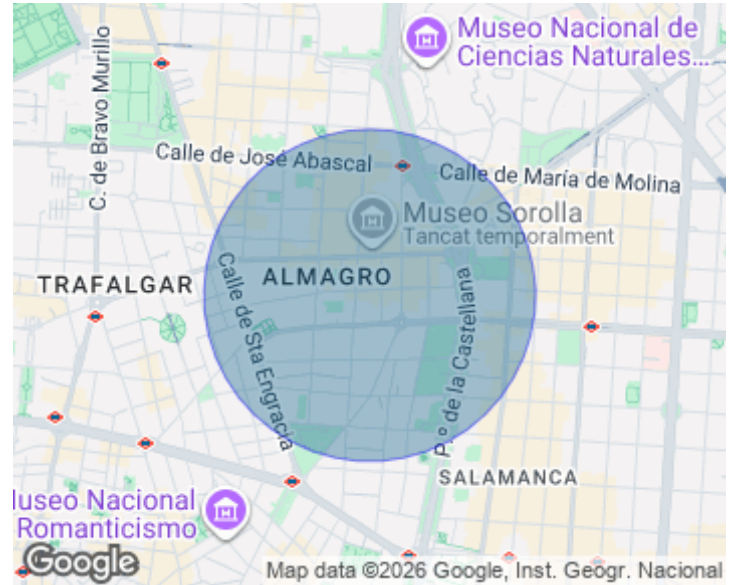 Museo Nacional de
Ciencias Naturales...
C. de Bravo Murillo
Calle de José Abascal
Calle de María de Molina
Museo Sorolla
Tancat temporalment
TRAFALGAR
ALMAGRO
Calle de Sta Engracia
P.º de la Castellana
SALAMANCA
Museo Nacional
Romanticismo
Google
Map data ©2026 Google, Inst. Geogr. Nacional